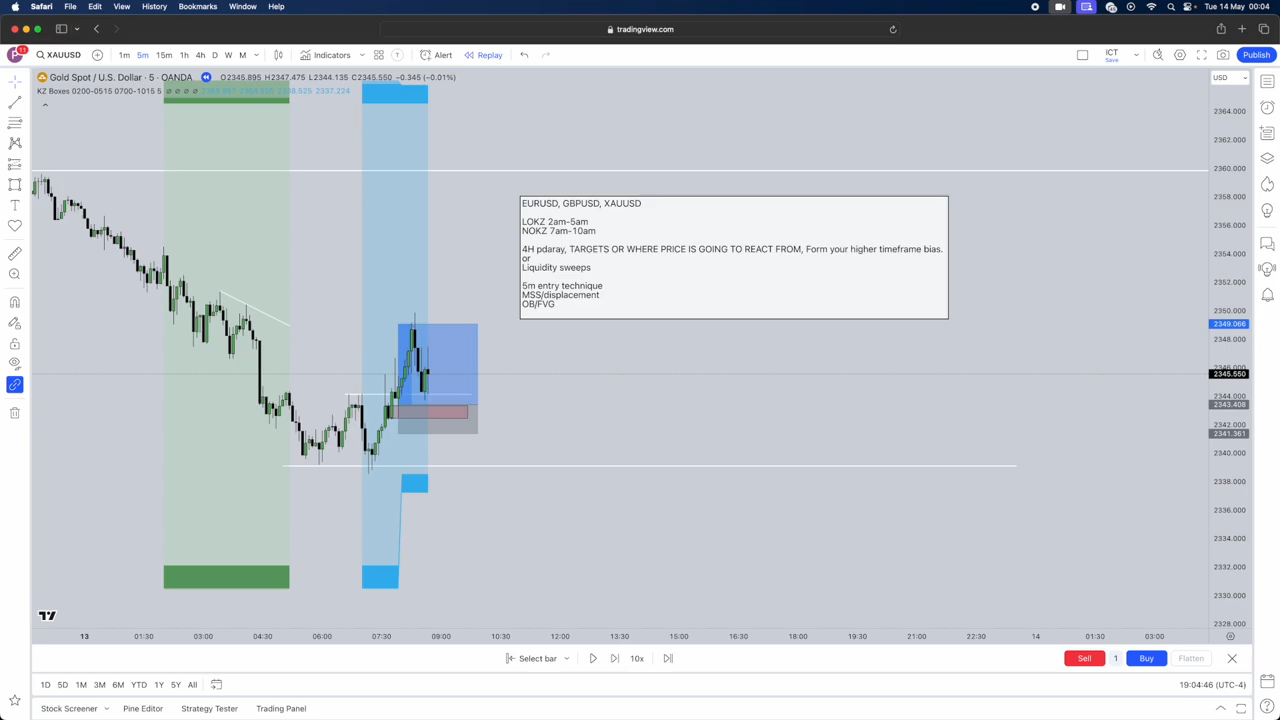 Safari File Edit View History Bookmarks Window Help
Tue 14 May 00:04
tradingview.com
11
XAUUSD 1m 5m 15m 1h 4h D W M Indicators Alert Replay
ICT
Save
Publish
Gold Spot / U.S. Dollar · 5 · OANDA O2345.895 H2347.475 L2344.135 C2345.550 −0.345 (−0.01%)
USD
KZ Boxes 0200-0515 0700-1015 5 ∅ ∅ ∅ ∅
2337.224
2364.000
2362.000
2360.000
2358.000
2356.000
2354.000
2352.000
2350.000
2349.066
2348.000
2345.550
2344.000
2343.408
2342.000
2341.361
2340.000
2338.000
2336.000
2334.000
2332.000
2330.000
2328.000
EURUSD, GBPUSD, XAUUSD
LOKZ 2am-5am
NOKZ 7am-10am
4H pdaray, TARGETS OR WHERE PRICE IS GOING TO REACT FROM, Form your higher timeframe bias.
or
Liquidity sweeps
5m entry technique
MSS/displacement
OB/FVG
13 01:30 03:00 04:30 06:00 07:30 09:00 10:30 12:00 13:30 15:00 16:30 18:00 19:30 21:00 22:30 14 01:30 03:00
Select bar 10x
Sell 1 Buy Flatten
1D 5D 1M 3M 6M YTD 1Y 5Y All
19:04:46 (UTC-4)
Stock Screener Pine Editor Strategy Tester Trading Panel